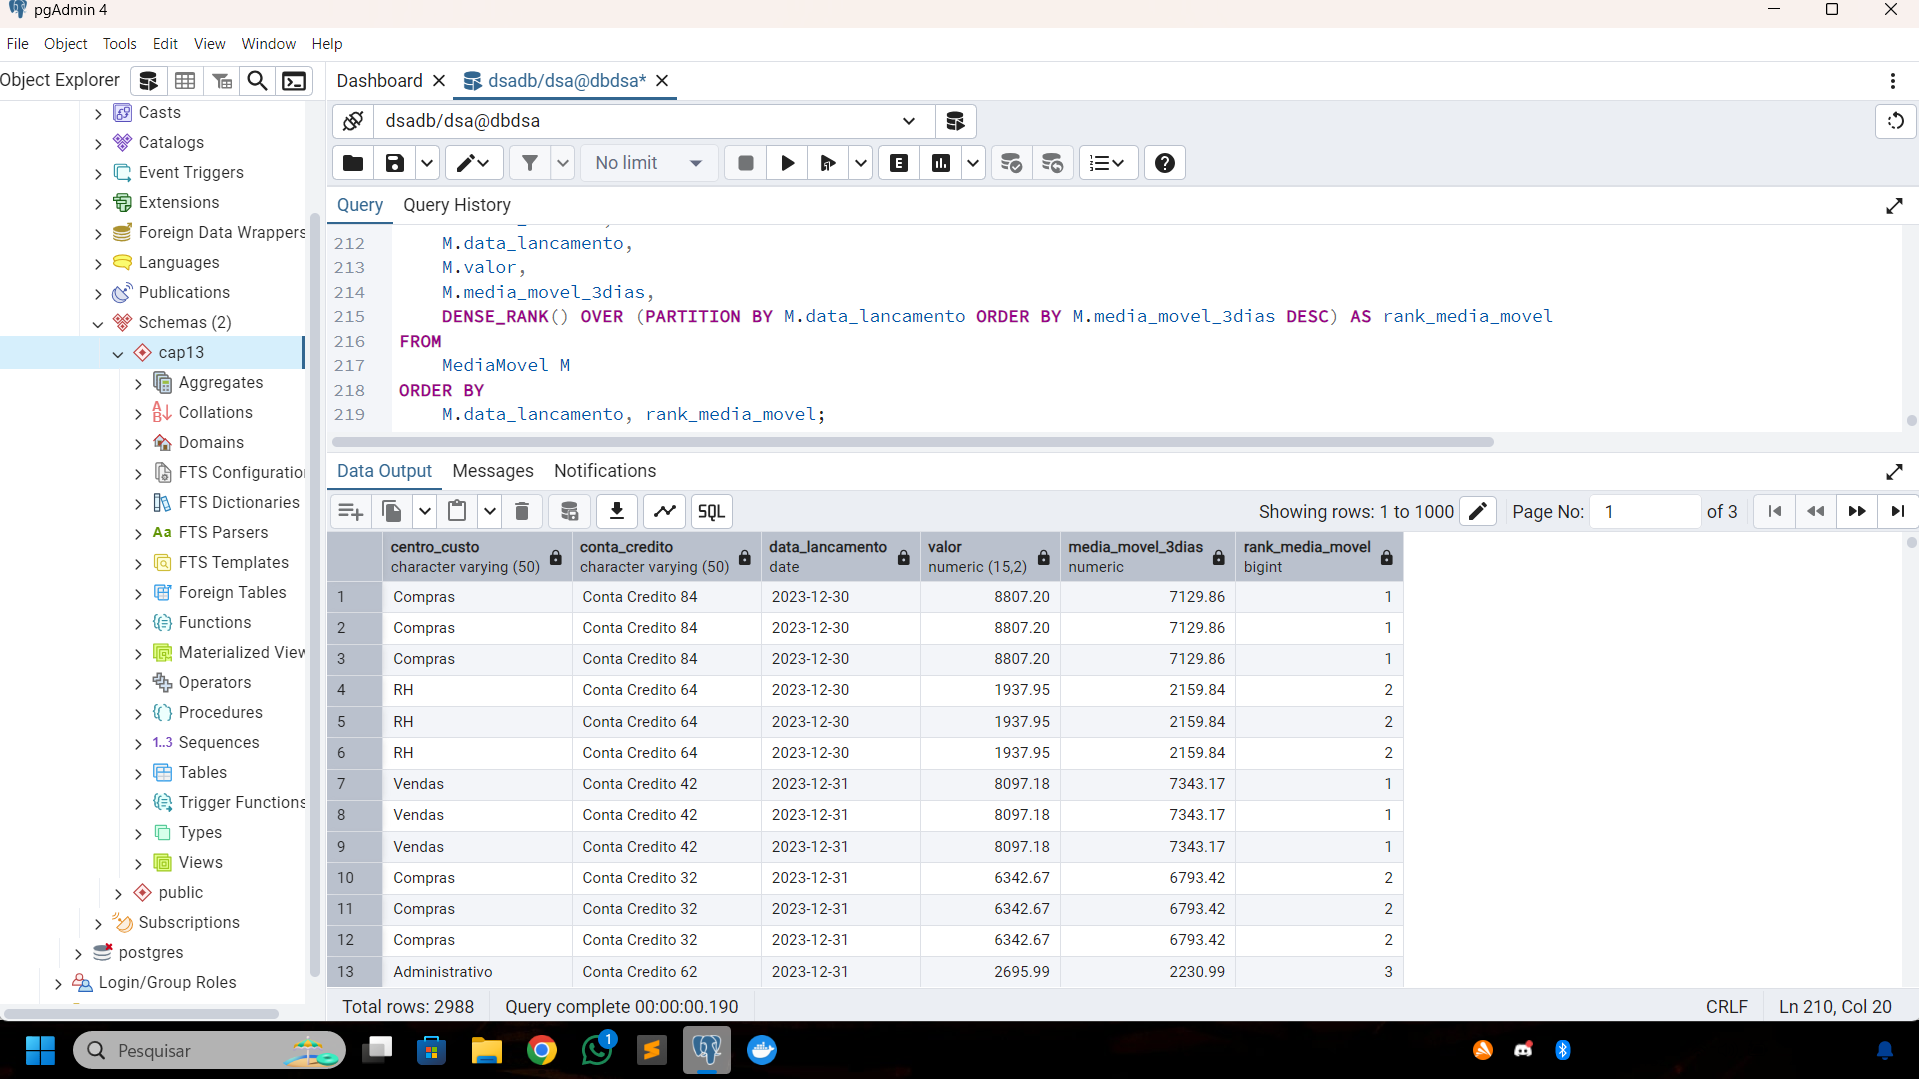 pgAdmin 4
File Object Tools Edit View Window Help
Object Explorer
Casts
Catalogs
Event Triggers
Extensions
Foreign Data Wrappers
Languages
Publications
Schemas (2)
cap13
Aggregates
Collations
Domains
FTS Configuratio
FTS Dictionaries
FTS Parsers
FTS Templates
Foreign Tables
Functions
Materialized View
Operators
Procedures
1..3 Sequences
Tables
Trigger Functions
Types
Views
public
Subscriptions
postgres
Login/Group Roles
Dashboard
dsadb/dsa@dbdsa*
dsadb/dsa@dbdsa
No limit
Query Query History
212 M.data_lancamento,
213 M.valor,
214 M.media_movel_3dias,
215 DENSE_RANK() OVER (PARTITION BY M.data_lancamento ORDER BY M.media_movel_3dias DESC) AS rank_media_movel
216 FROM
217 MediaMovel M
218 ORDER BY
219 M.data_lancamento, rank_media_movel;
Data Output Messages Notifications
SQL
Showing rows: 1 to 1000 Page No: 1 of 3
centro_custo conta_credito data_lancamento valor media_movel_3dias rank_media_movel
character varying (50) character varying (50) date numeric (15,2) numeric bigint
1 Compras Conta Credito 84 2023-12-30 8807.20 7129.86 1
2 Compras Conta Credito 84 2023-12-30 8807.20 7129.86 1
3 Compras Conta Credito 84 2023-12-30 8807.20 7129.86 1
4 RH Conta Credito 64 2023-12-30 1937.95 2159.84 2
5 RH Conta Credito 64 2023-12-30 1937.95 2159.84 2
6 RH Conta Credito 64 2023-12-30 1937.95 2159.84 2
7 Vendas Conta Credito 42 2023-12-31 8097.18 7343.17 1
8 Vendas Conta Credito 42 2023-12-31 8097.18 7343.17 1
9 Vendas Conta Credito 42 2023-12-31 8097.18 7343.17 1
10 Compras Conta Credito 32 2023-12-31 6342.67 6793.42 2
11 Compras Conta Credito 32 2023-12-31 6342.67 6793.42 2
12 Compras Conta Credito 32 2023-12-31 6342.67 6793.42 2
13 Administrativo Conta Credito 62 2023-12-31 2695.99 2230.99 3
Total rows: 2988 Query complete 00:00:00.190 CRLF Ln 210, Col 20
Pesquisar
1